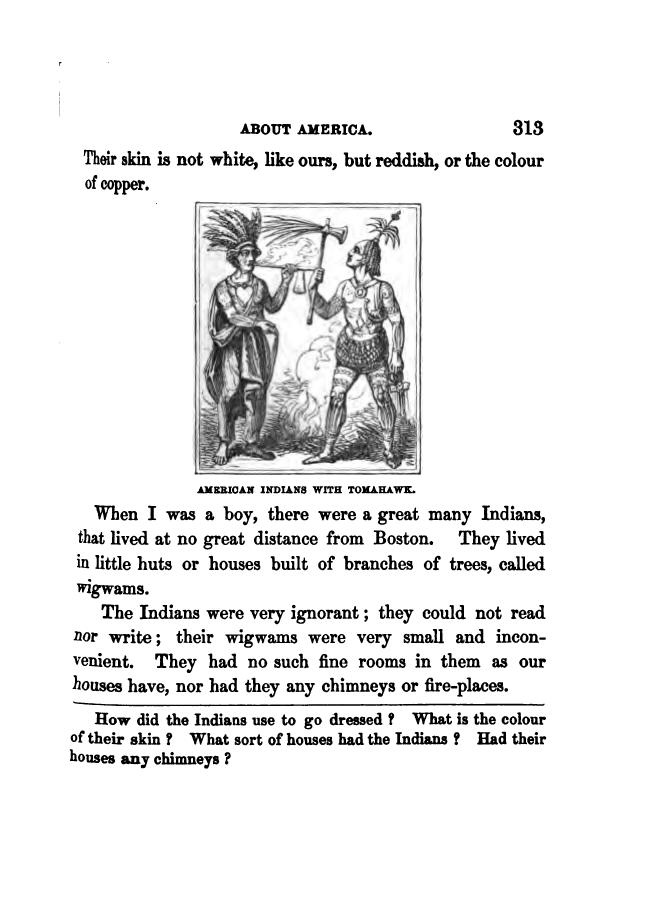 ABOUT AMERICA. 313
Their skin is not white, like ours, but reddish, or the colour
of copper.
AMERICAN INDIANS WITH TOMAHAWK.
When I was a boy, there were a great many Indians,
that lived at no great distance from Boston. They lived
in little huts or houses built of branches of trees, called
wigwams.
The Indians were very ignorant; they could not read
nor write; their wigwams were very small and incon-
venient. They had no such fine rooms in them as our
houses have, nor had they any chimneys or fire-places.
How did the Indians use to go dressed? What is the colour
of their skin? What sort of houses had the Indians? Had their
houses any chimneys?